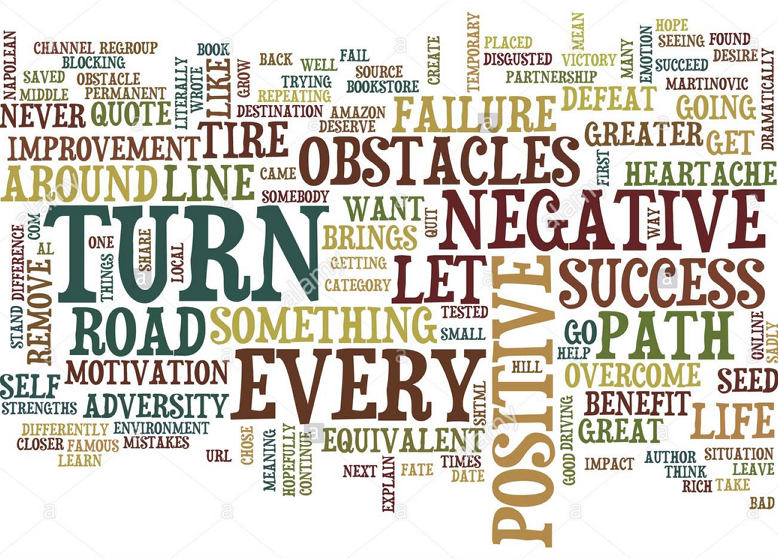 NAPOLEAN
CHANNEL REGROUP
BLOCKING
SAVED OBSTACLE
MIDDLE PERMANENT
NEVER QUOTE
LITERALLY
WROTE
BOOK
LIKE
GROW
BACK WELL FAIL
TRYING SOURCE
REPEATING BOOKSTORE
DESTINATION AMAZON
DESERVE
CREATE
TEMPORARY
PLACED
DISGUSTED
MEAN
VICTORY
PARTNERSHIP
MANY
EMOTION
HOPE
SEEING FOUND
SUCCEED DESIRE
MARTINOVIC
DRAMATICALLY
FAILURE DEFEAT GOING
IMPROVEMENT TIRE
OBSTACLES
GREATER GET
FIRST
HEARTACHE
AROUND LINE
CAME
SOMEBODY
WANT
QUIT
NEGATIVE
WAY
TURN
COM
AL
ONE
THINGS
SHARE
LOCAL
STAND
DIFFERENCE
REMOVE
BRINGS
GETTING
CATEGORY
LET
TESTED
SMALL
SUCCESS
ROAD SOMETHING
POSITIVE
GO PATH
HELP
ONLINE
SADLY
SELF MOTIVATION
EVERY
SHTML
HILL
OVERCOME SEED
STRENGTHS ADVERSITY
BENEFIT LIFE
DIFFERENTLY ENVIRONMENT
CLOSER FAMOUS MISTAKES
LEARN
URL
CHOSE
MEANING
HOPEFULLY
CONTINUE
EQUIVALENT
NEXT
EXPLAIN
FATE
TIMES
DATE
GOOD
DRIVING
GREAT
IMPACT AUTHOR SITUATION
THINK LEAVE
RICH TAKE
BAD
alamy